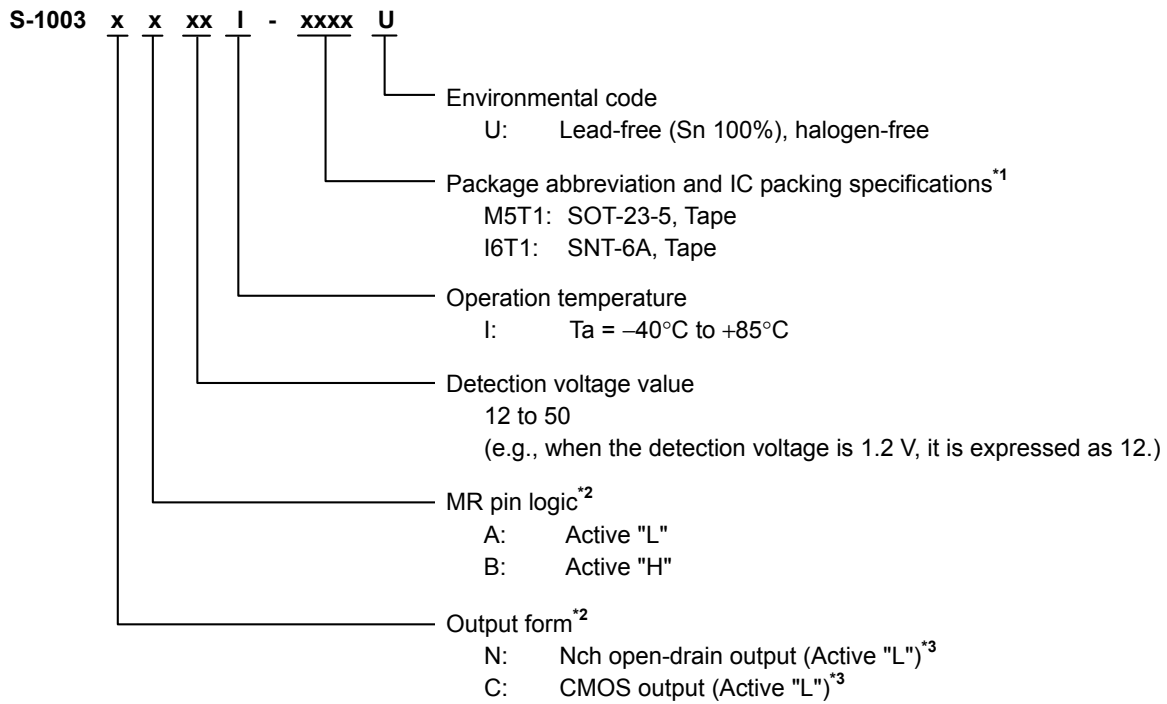 S-1003 x x xx I - xxxx U
Environmental code
U: Lead-free (Sn 100%), halogen-free
Package abbreviation and IC packing specifications*1
M5T1: SOT-23-5, Tape
I6T1: SNT-6A, Tape
Operation temperature
I: Ta = −40°C to +85°C
Detection voltage value
12 to 50
(e.g., when the detection voltage is 1.2 V, it is expressed as 12.)
MR pin logic*2
A: Active "L"
B: Active "H"
Output form*2
N: Nch open-drain output (Active "L")*3
C: CMOS output (Active "L")*3